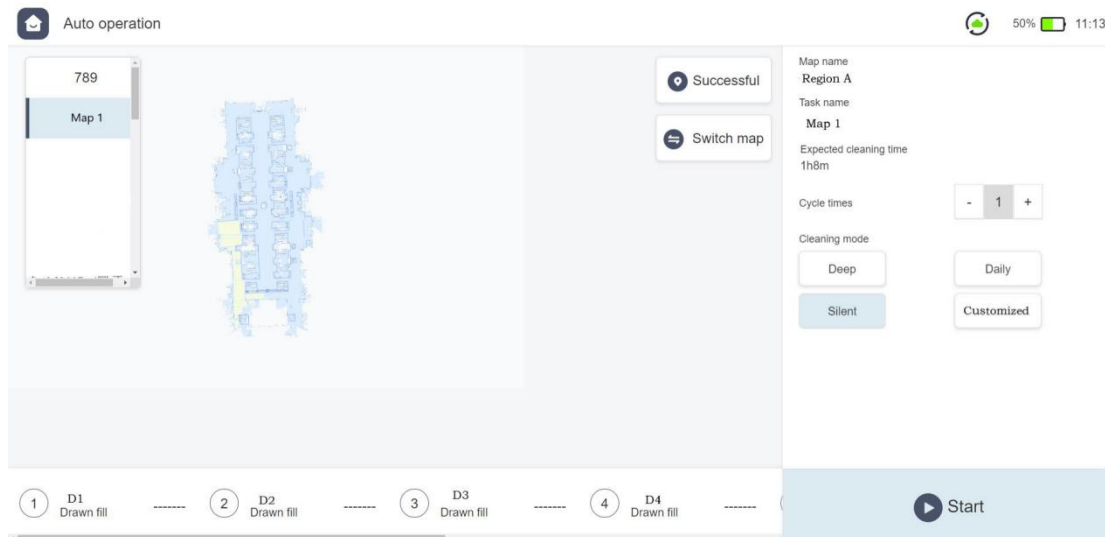 Auto operation
50%
11:13
789
Map 1
Successful
Switch map
Map name
Region A
Task name
Map 1
Expected cleaning time
1h8m
Cycle times
- 1 +
Cleaning mode
Deep
Daily
Silent
Customized
1 D1 ------- 2 D2 ------- 3 D3 ------- 4 D4 -------
Drawn fill Drawn fill Drawn fill Drawn fill
Start